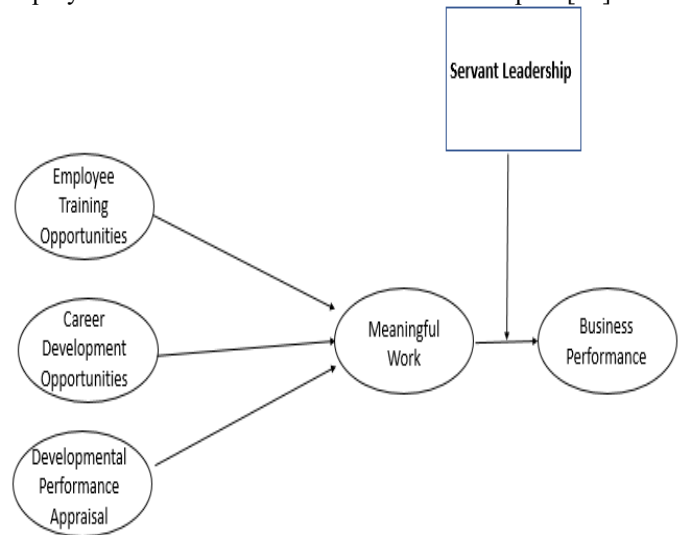 Servant Leadership
Employee
Training
Opportunities
Career
Development
Opportunities
Developmental
Performance
Appraisal
Meaningful
Work
Business
Performance